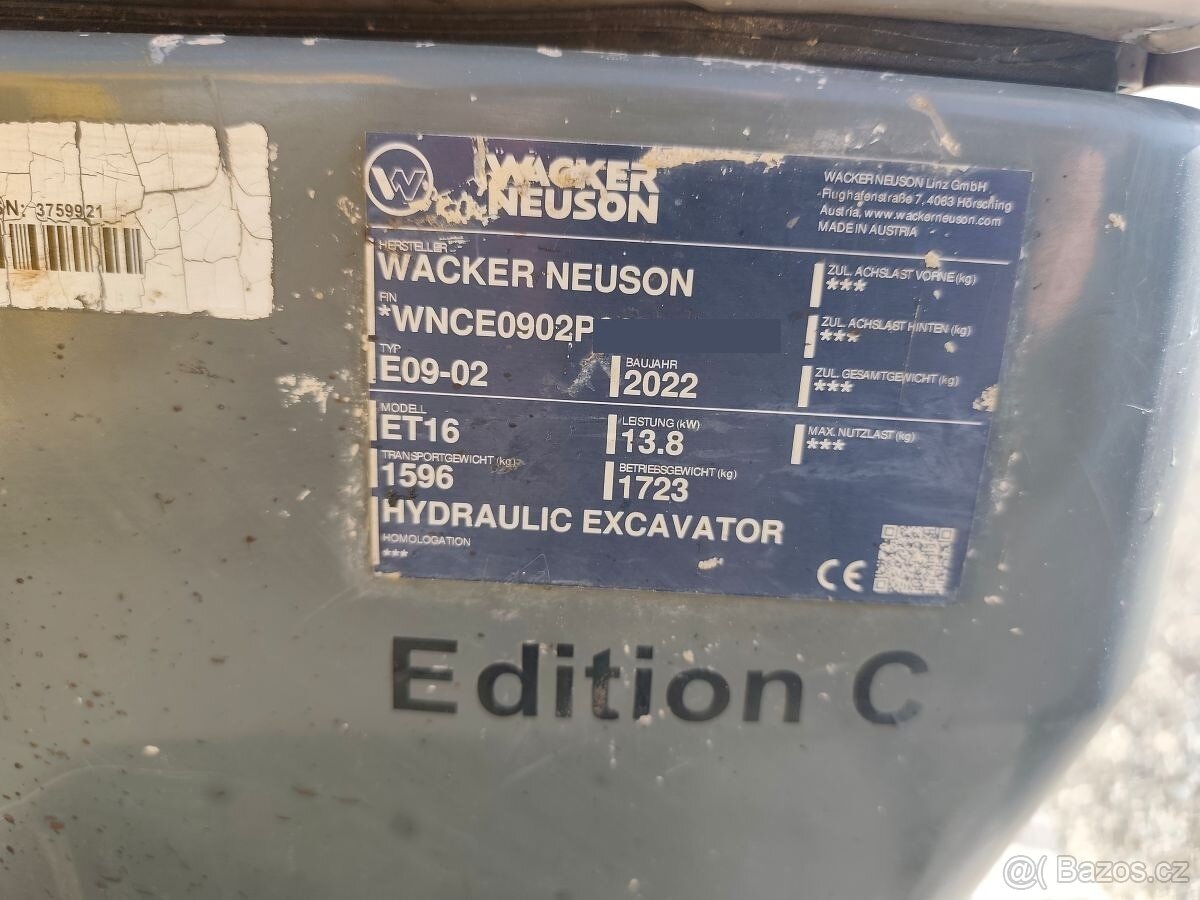 SN: 3759921
W
WACKER
NEUSON
WACKER NEUSON Linz GmbH
Flughafenstraße 7, 4063 Hörsching
Austria, www.wackerneuson.com
MADE IN AUSTRIA
HERSTELLER
WACKER NEUSON
FIN
*WNCE0902P
TYP
E09-02
BAUJAHR
2022
MODELL
ET16
LEISTUNG (kW)
13.8
TRANSPORTGEWICHT (kg)
1596
BETRIEBSGEWICHT (kg)
1723
HYDRAULIC EXCAVATOR
HOMOLOGATION
***
ZUL. ACHSLAST VORNE (kg)
***
ZUL. ACHSLAST HINTEN (kg)
***
ZUL. GESAMTGEWICHT (kg)
***
MAX. NUTZLAST (kg)
***
CE
Edition C
@( Bazos.cz